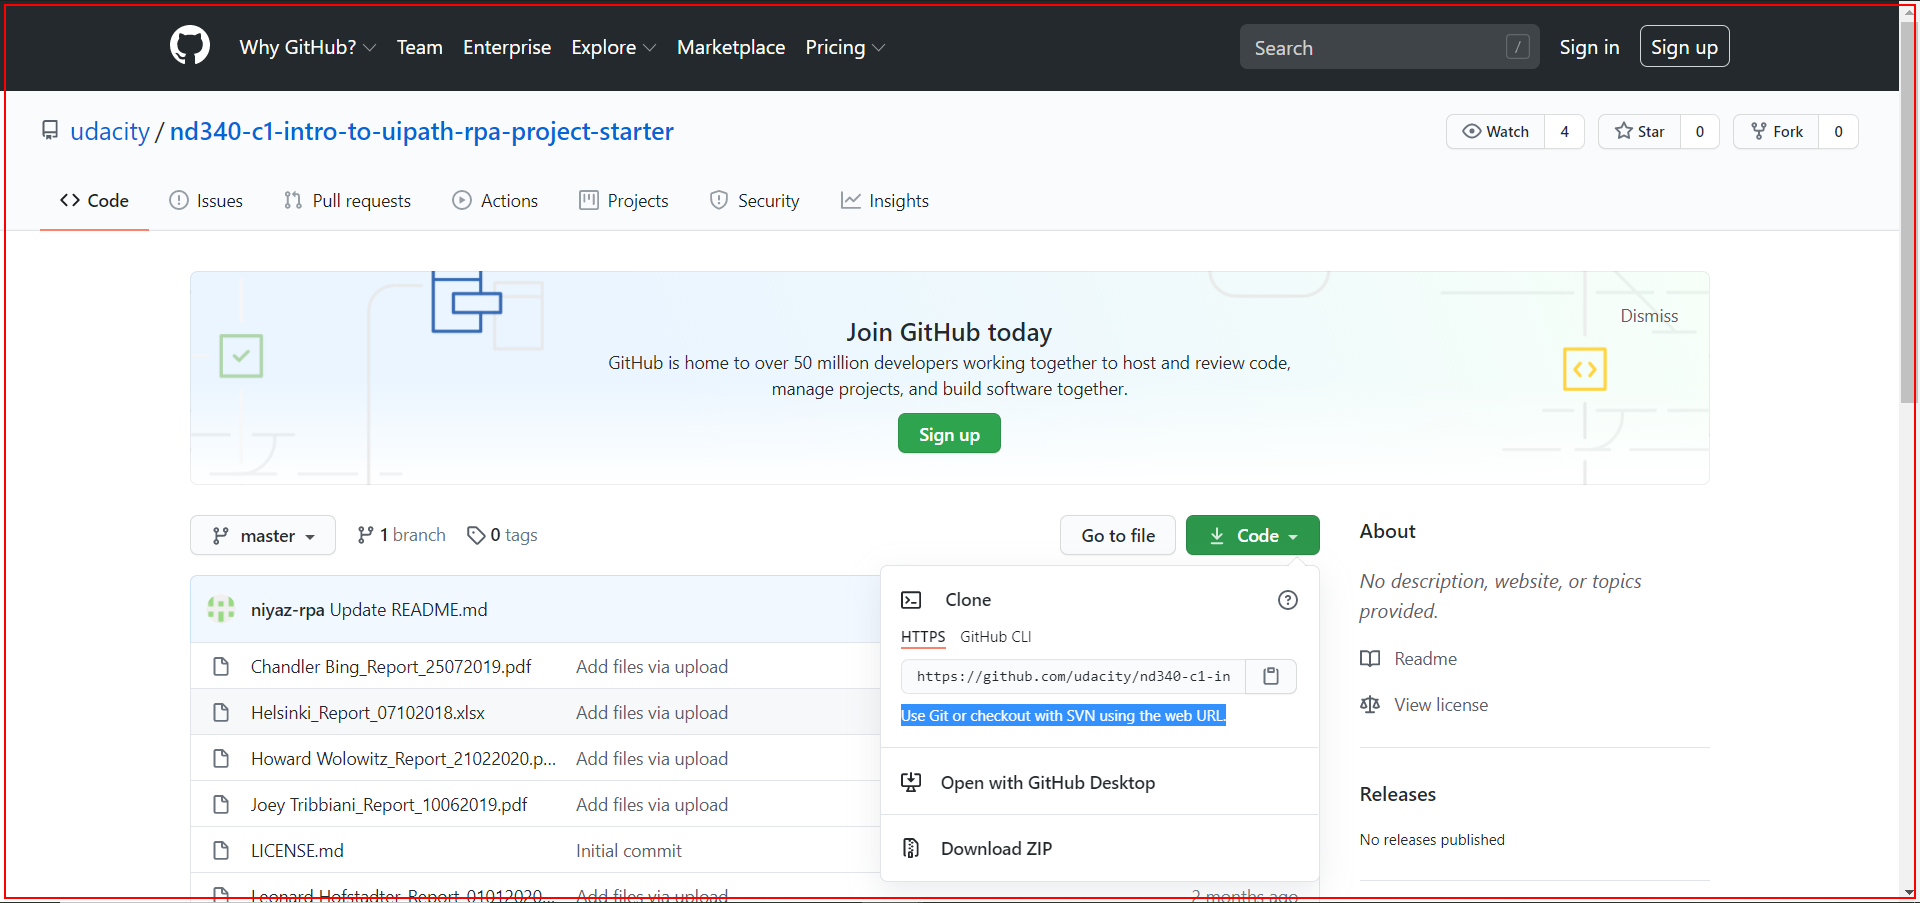 Why GitHub? Team Enterprise Explore Marketplace Pricing Search / Sign in Sign up
udacity / nd340-c1-intro-to-uipath-rpa-project-starter
Watch 4 Star 0 Fork 0
Code Issues Pull requests Actions Projects Security Insights
Dismiss
Join GitHub today
GitHub is home to over 50 million developers working together to host and review code,
manage projects, and build software together.
Sign up
master 1 branch 0 tags Go to file Code
niyaz-rpa Update README.md
Chandler Bing_Report_25072019.pdf Add files via upload
Helsinki_Report_07102018.xlsx Add files via upload
Howard Wolowitz_Report_21022020.p... Add files via upload
Joey Tribbiani_Report_10062019.pdf Add files via upload
LICENSE.md Initial commit
Leonard Hofstadter_Report_01012020... Add files via upload 2 months ago
Clone
HTTPS GitHub CLI
https://github.com/udacity/nd340-c1-in
Use Git or checkout with SVN using the web URL.
Open with GitHub Desktop
Download ZIP
About
No description, website, or topics
provided.
Readme
View license
Releases
No releases published